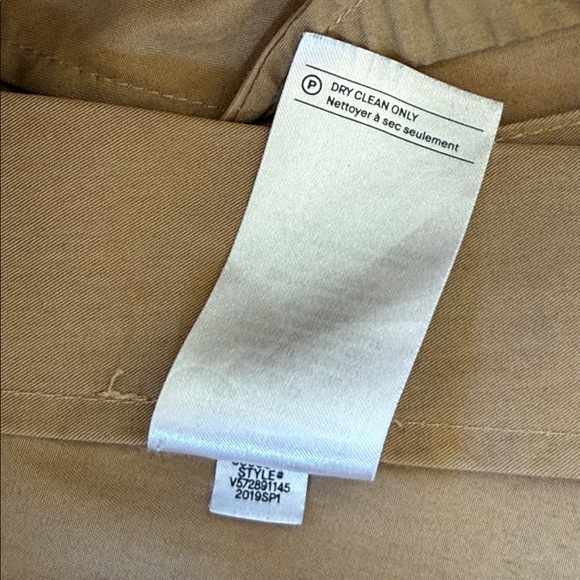 P
DRY CLEAN ONLY
Nettoyer à sec seulement
STYLE#
V572891145
2019SP1